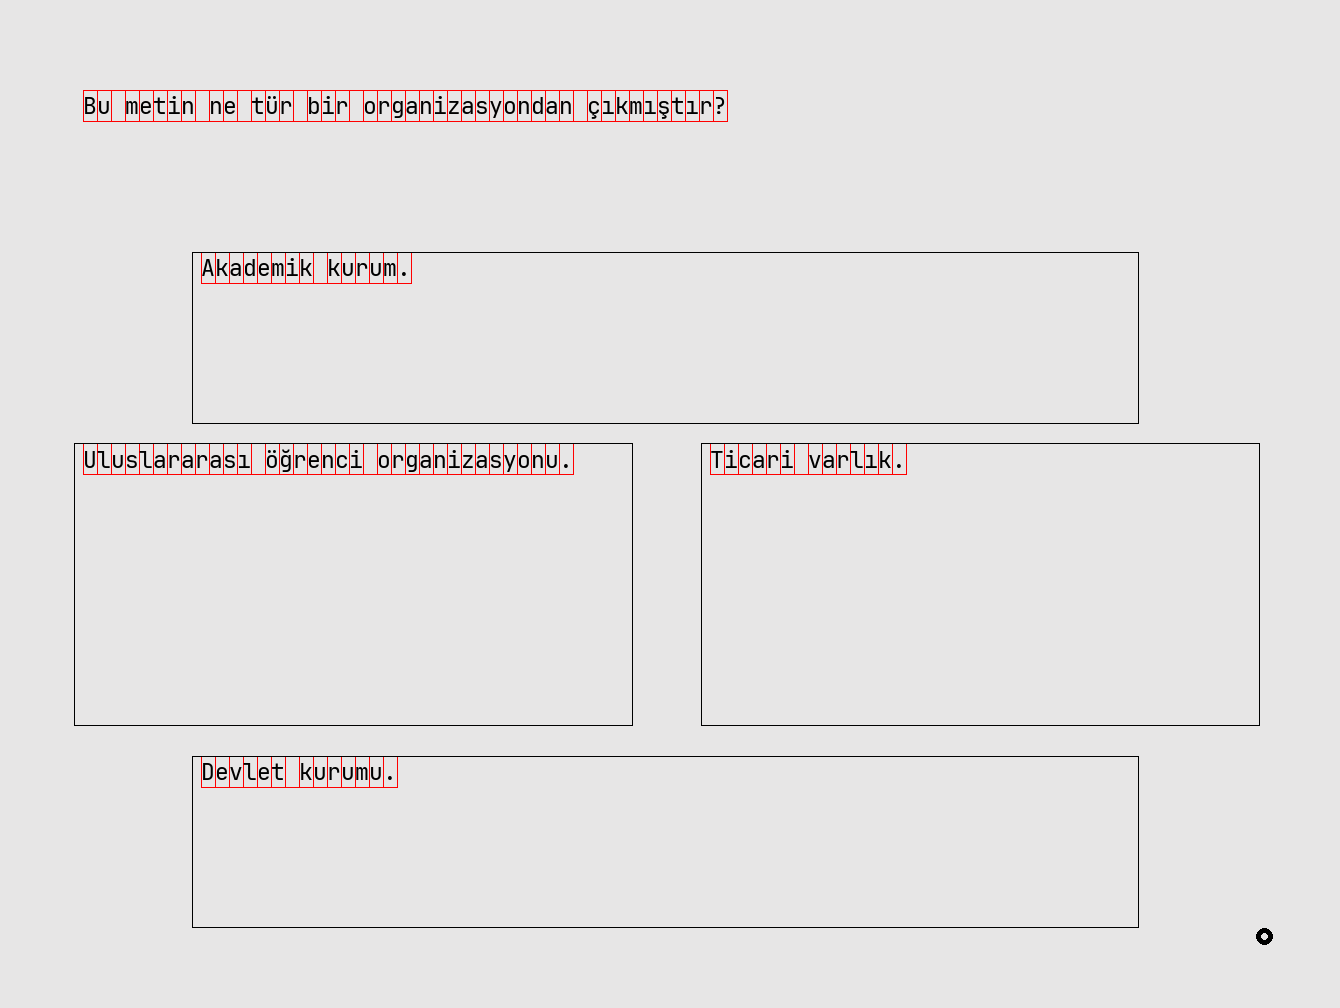 Bu metin ne tür bir organizasyondan çıkmıştır?
Akademik kurum.
Uluslararası öğrenci organizasyonu.
Ticari varlık.
Devlet kurumu.